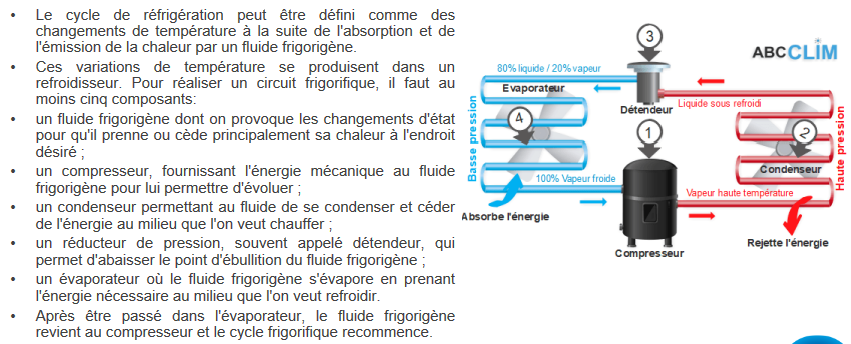 • Le cycle de réfrigération peut être défini comme des
changements de température à la suite de l'absorption et de
l'émission de la chaleur par un fluide frigorigène.
• Ces variations de température se produisent dans un
refroidisseur. Pour réaliser un circuit frigorifique, il faut au
moins cinq composants:
• un fluide frigorigène dont on provoque les changements d'état
pour qu'il prenne ou cède principalement sa chaleur à l'endroit
désiré ;
• un compresseur, fournissant l'énergie mécanique au fluide
frigorigène pour lui permettre d'évoluer ;
• un condenseur permettant au fluide de se condenser et céder
de l'énergie au milieu que l'on veut chauffer ;
• un réducteur de pression, souvent appelé détendeur, qui
permet d'abaisser le point d'ébullition du fluide frigorigène ;
• un évaporateur où le fluide frigorigène s'évapore en prenant
l'énergie nécessaire au milieu que l'on veut refroidir.
• Après être passé dans l'évaporateur, le fluide frigorigène
revient au compresseur et le cycle frigorifique recommence.
3
ABC CLIM
80% liquide / 20% vapeur
Evaporateur
Détendeur
Liquide sous refroidi
Basse pression
4
1
2
Haute pression
Condenseur
100% Vapeur froide
Vapeur haute température
Absorbe l'énergie
Compresseur
Rejette l'énergie